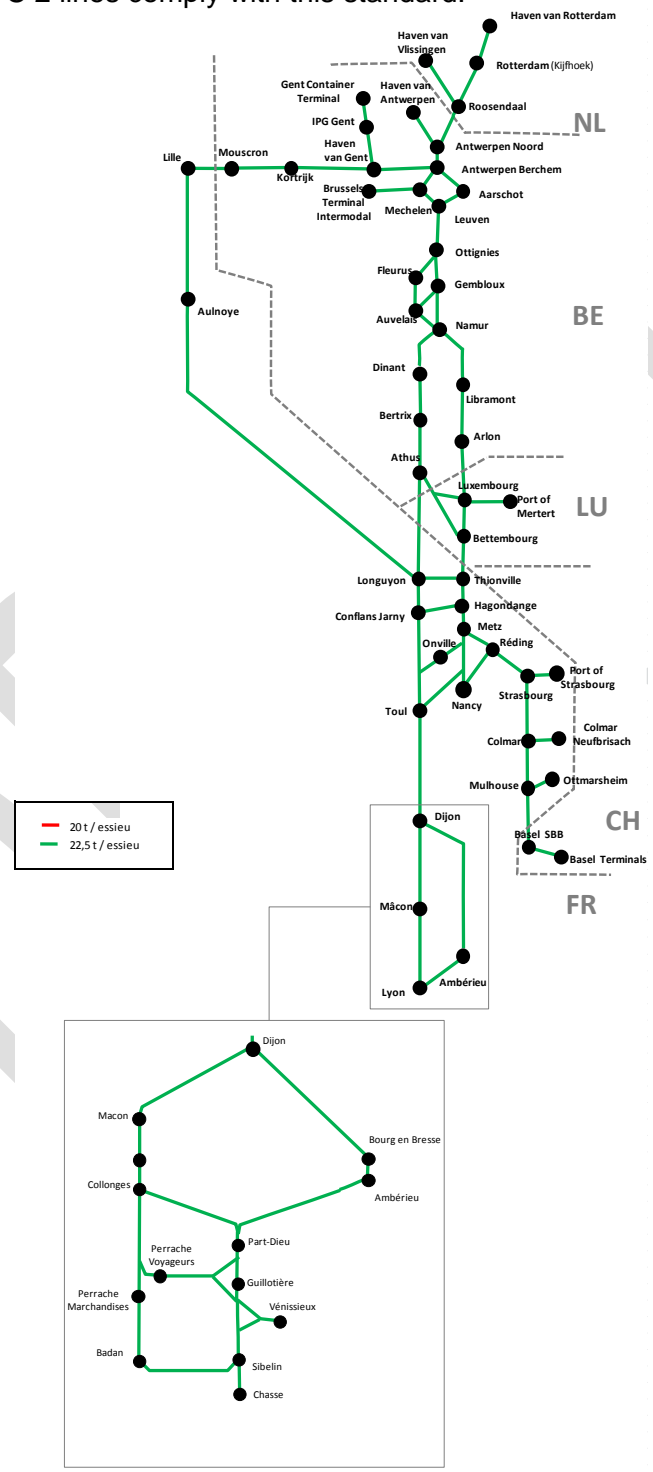 C 2 lines comply with this standard.
Haven van Rotterdam
Haven van
Vlissingen
Rotterdam (Kijfhoek)
Gent Container
Terminal
Haven van
Antwerpen
Roosendaal
NL
IPG Gent
Haven
van Gent
Antwerpen Noord
Lille
Mouscron
Kortrijk
Antwerpen Berchem
Brussels
Terminal
Intermodal
Mechelen
Aarschot
Leuven
Ottignies
Fleurus
Gembloux
Aulnoye
Auvelais
Namur
BE
Dinant
Libramont
Bertrix
Arlon
Athus
Luxembourg
Port of
Mertert
LU
Bettembourg
Longuyon
Thionville
Conflans Jarny
Hagondange
Metz
Onville
Réding
Port of
Strasbourg
Strasbourg
Nancy
Toul
Colmar
Colmar
Neufbrisach
Mulhouse
Ottmarsheim
20 t / essieu
22,5 t / essieu
Dijon
CH
Basel SBB
Basel Terminals
FR
Mâcon
Ambérieu
Lyon
Dijon
Macon
Bourg en Bresse
Collonges
Ambérieu
Part-Dieu
Perrache
Voyageurs
Guillotière
Perrache
Marchandises
Vénissieux
Badan
Sibelin
Chasse